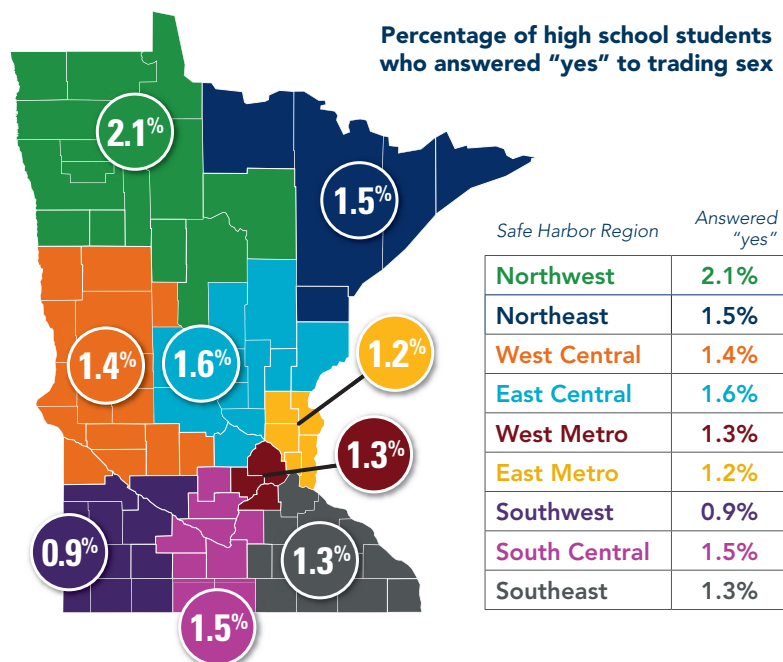 Percentage of high school students
who answered “yes” to trading sex
2.1%
1.5%
1.4%
1.6%
1.2%
1.3%
0.9%
1.3%
1.5%
Safe Harbor Region Answered “yes”
Northwest 2.1%
Northeast 1.5%
West Central 1.4%
East Central 1.6%
West Metro 1.3%
East Metro 1.2%
Southwest 0.9%
South Central 1.5%
Southeast 1.3%